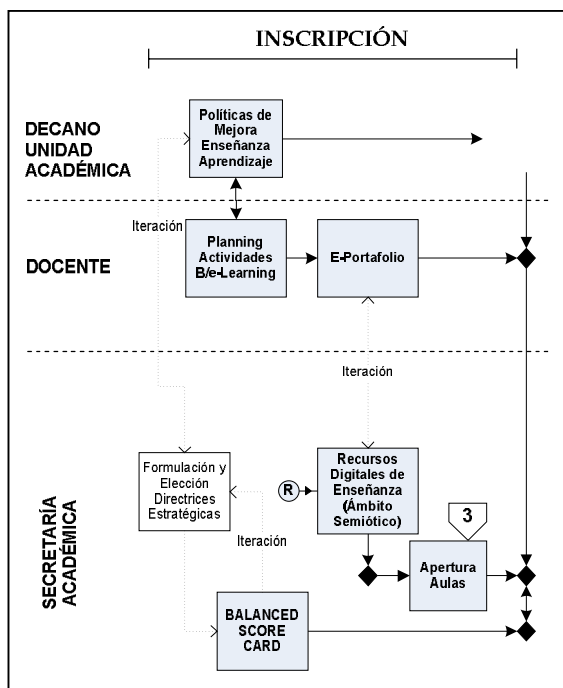 INSCRIPCIÓN
DECANO
UNIDAD
ACADÉMICA
Políticas de
Mejora
Enseñanza
Aprendizaje
Iteración
DOCENTE
Planning
Actividades
B/e-Learning
E-Portafolio
Iteración
SECRETARÍA
ACADÉMICA
Formulación y
Elección
Directrices
Estratégicas
Iteración
R
Recursos
Digitales de
Enseñanza
(Ámbito
Semiótico)
3
Apertura
Aulas
BALANCED
SCORE
CARD